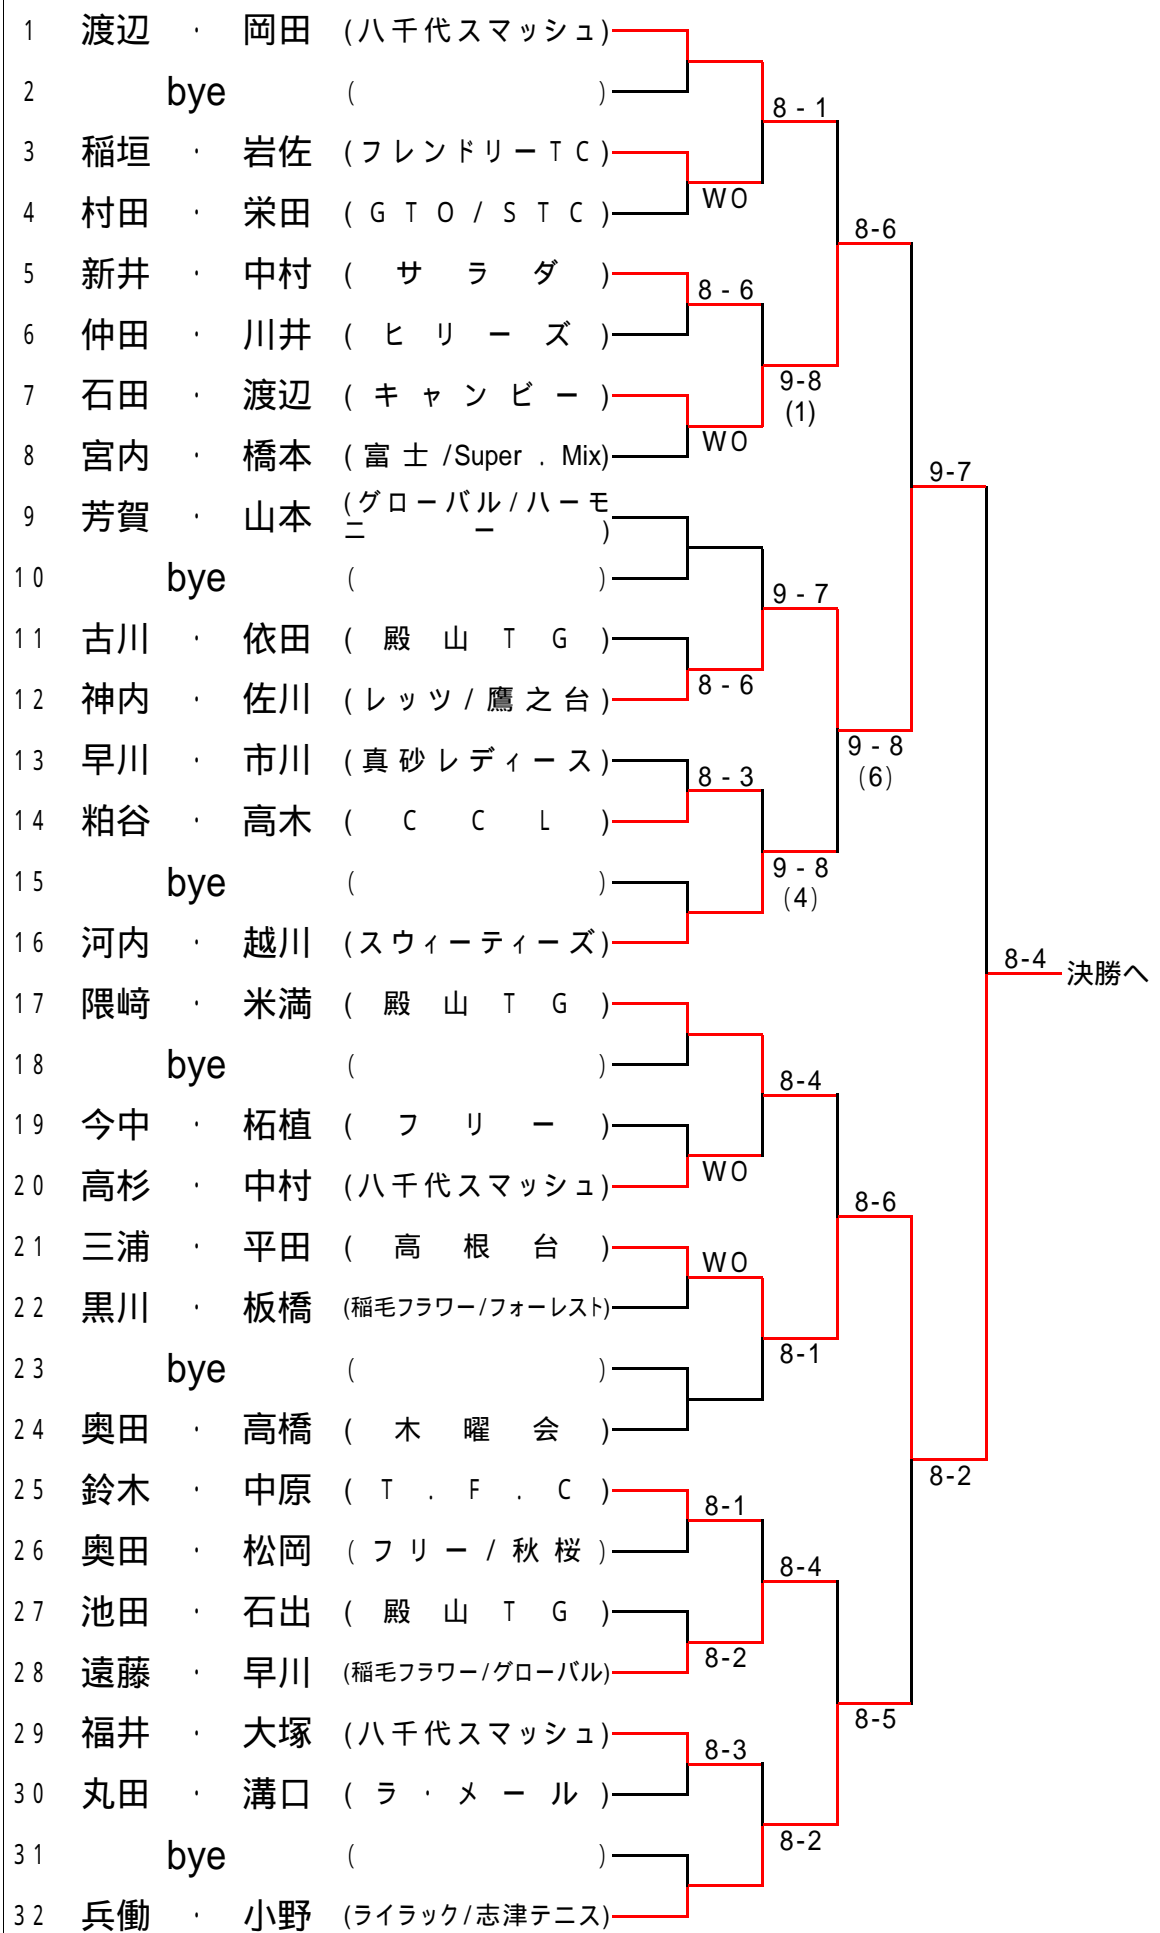 1 渡辺 ・ 岡田 (八千代スマッシュ)
2 bye ( )
8 - 1
3 稲垣 ・ 岩佐 (フレンドリーTC)
WO
4 村田 ・ 栄田 (GTO/STC)
8-6
5 新井 ・ 中村 (サラダ)
8 - 6
6 仲田 ・ 川井 (ヒリーズ)
9-8
(1)
7 石田 ・ 渡辺 (キャンビー)
WO
8 宮内 ・ 橋本 (富士/Super．Mix)
9-7
9 芳賀 ・ 山本 (グローバル/ハーモニー)
10 bye ( )
9 - 7
11 古川 ・ 依田 (殿山TG)
8 - 6
12 神内 ・ 佐川 (レッツ/鷹之台)
9 - 8
(6)
13 早川 ・ 市川 (真砂レディース)
8 - 3
14 粕谷 ・ 高木 (CCL)
9 - 8
(4)
15 bye ( )
16 河内 ・ 越川 (スウィーティーズ)
8-4 決勝へ
17 隈﨑 ・ 米満 (殿山TG)
18 bye ( )
8-4
19 今中 ・ 柘植 (フリー)
WO
20 高杉 ・ 中村 (八千代スマッシュ)
8-6
21 三浦 ・ 平田 (高根台)
WO
22 黒川 ・ 板橋 (稲毛フラワー/フォーレスト)
8-1
23 bye ( )
24 奥田 ・ 高橋 (木曜会)
8-2
25 鈴木 ・ 中原 (T．F．C)
8-1
26 奥田 ・ 松岡 (フリー/秋桜)
8-4
27 池田 ・ 石出 (殿山TG)
8-2
28 遠藤 ・ 早川 (稲毛フラワー/グローバル)
8-5
29 福井 ・ 大塚 (八千代スマッシュ)
8-3
30 丸田 ・ 溝口 (ラ・メール)
8-2
31 bye ( )
32 兵働 ・ 小野 (ライラック/志津テニス)